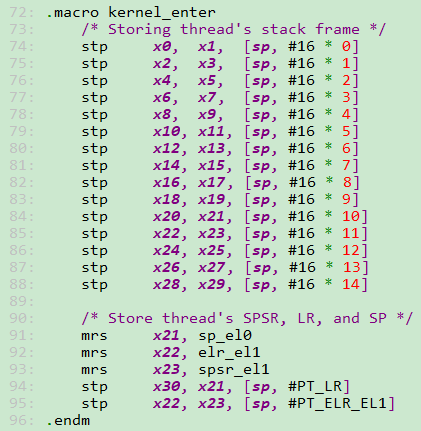 72: .macro kernel_enter
73:     /* Storing thread's stack frame */
74:     stp     x0,  x1,  [sp, #16 * 0]
75:     stp     x2,  x3,  [sp, #16 * 1]
76:     stp     x4,  x5,  [sp, #16 * 2]
77:     stp     x6,  x7,  [sp, #16 * 3]
78:     stp     x8,  x9,  [sp, #16 * 4]
79:     stp     x10, x11, [sp, #16 * 5]
80:     stp     x12, x13, [sp, #16 * 6]
81:     stp     x14, x15, [sp, #16 * 7]
82:     stp     x16, x17, [sp, #16 * 8]
83:     stp     x18, x19, [sp, #16 * 9]
84:     stp     x20, x21, [sp, #16 * 10]
85:     stp     x22, x23, [sp, #16 * 11]
86:     stp     x24, x25, [sp, #16 * 12]
87:     stp     x26, x27, [sp, #16 * 13]
88:     stp     x28, x29, [sp, #16 * 14]
89:
90:     /* Store thread's SPSR, LR, and SP */
91:     mrs     x21, sp_el0
92:     mrs     x22, elr_el1
93:     mrs     x23, spsr_el1
94:     stp     x30, x21, [sp, #PT_LR]
95:     stp     x22, x23, [sp, #PT_ELR_EL1]
96: .endm